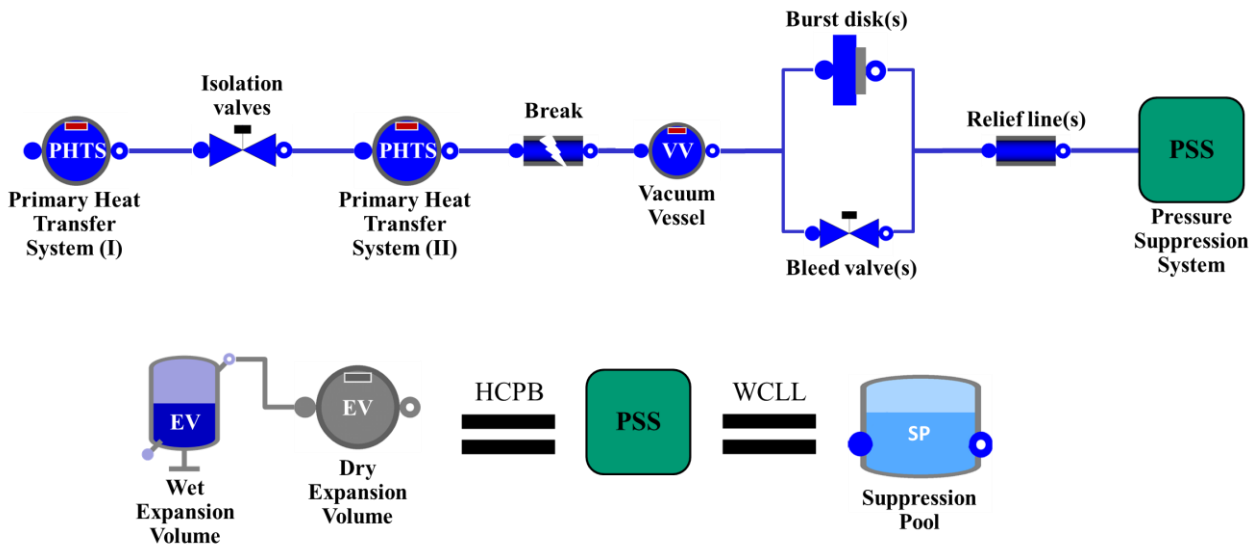 Burst disk(s)
Isolation
valves
Break
Relief line(s)
PHTS
PHTS
VV
PSS
Primary Heat
Transfer
System (I)
Primary Heat
Transfer
System (II)
Vacuum
Vessel
Bleed valve(s)
Pressure
Suppression
System
HCPB
WCLL
EV
EV
PSS
SP
Wet
Expansion
Volume
Dry
Expansion
Volume
Suppression
Pool